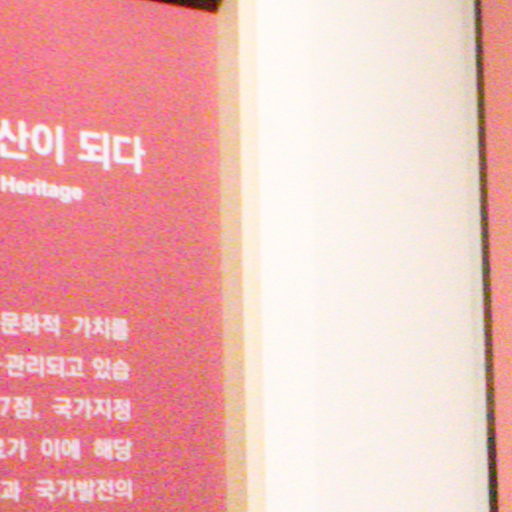 산이 되다
Heritage
문화적 가치를
관리되고 있습
7점, 국가지정
가 이에 해당
과 국가발전의